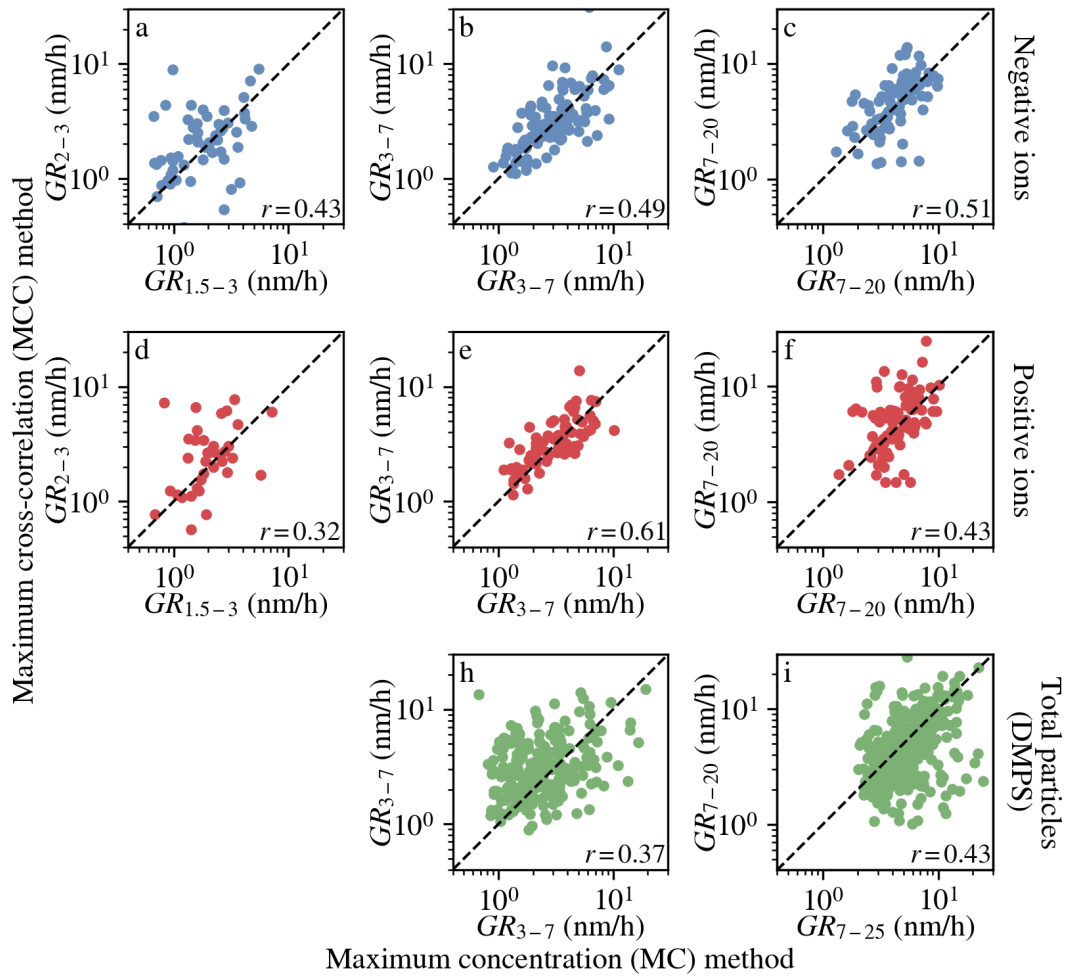 Maximum cross-correlation (MCC) method
a
GR₂₋₃ (nm/h)
10¹
10⁰
r = 0.43
10⁰ 10¹
GR₁.₅₋₃ (nm/h)
b
GR₃₋₇ (nm/h)
10¹
10⁰
r = 0.49
10⁰ 10¹
GR₃₋₇ (nm/h)
c
GR₇₋₂₀ (nm/h)
10¹
10⁰
r = 0.51
10⁰ 10¹
GR₇₋₂₀ (nm/h)
Negative ions
d
GR₂₋₃ (nm/h)
10¹
10⁰
r = 0.32
10⁰ 10¹
GR₁.₅₋₃ (nm/h)
e
GR₃₋₇ (nm/h)
10¹
10⁰
r = 0.61
10⁰ 10¹
GR₃₋₇ (nm/h)
f
GR₇₋₂₀ (nm/h)
10¹
10⁰
r = 0.43
10⁰ 10¹
GR₇₋₂₀ (nm/h)
Positive ions
h
GR₃₋₇ (nm/h)
10¹
10⁰
r = 0.37
10⁰ 10¹
GR₃₋₇ (nm/h)
i
GR₇₋₂₀ (nm/h)
10¹
10⁰
r = 0.43
10⁰ 10¹
GR₇₋₂₅ (nm/h)
Total particles
(DMPS)
Maximum concentration (MC) method